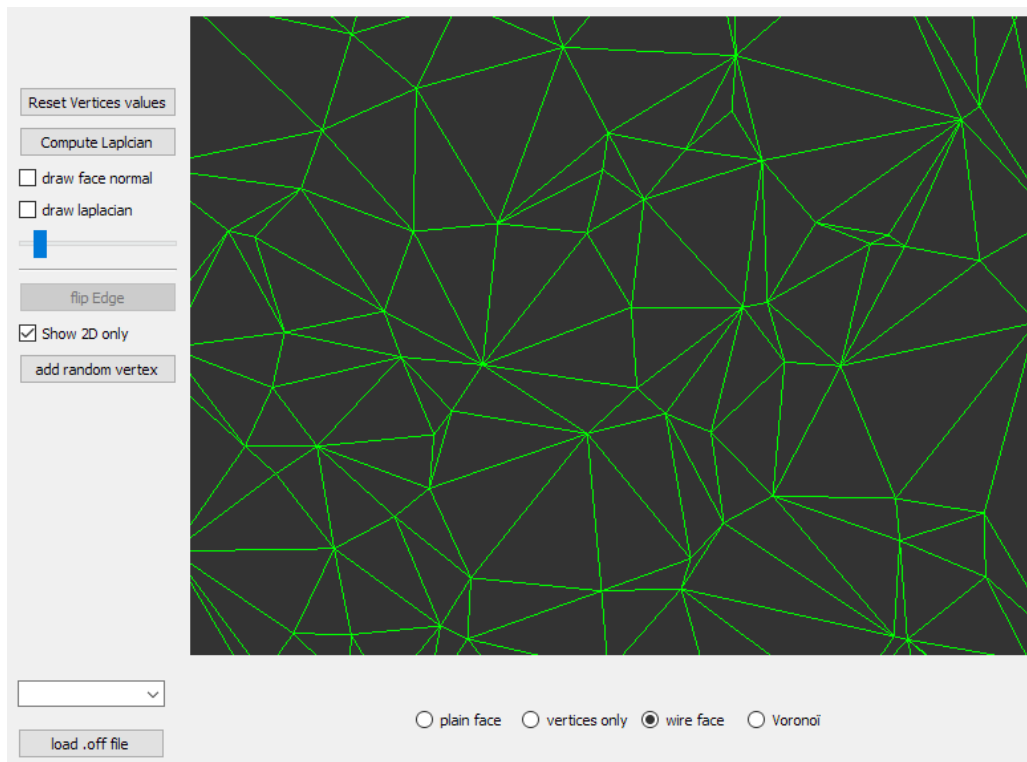 Reset Vertices values
Compute Laplcian
draw face normal
draw laplacian
flip Edge
Show 2D only
add random vertex
plain face
vertices only
wire face
Voronoï
load .off file